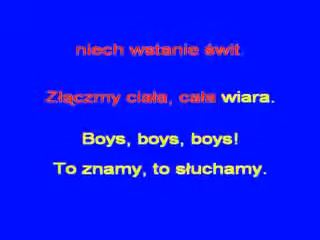 niech wstanie świt.
Złączmy ciała, cała wiara.
Boys, boys, boys!
To znamy, to słuchamy.